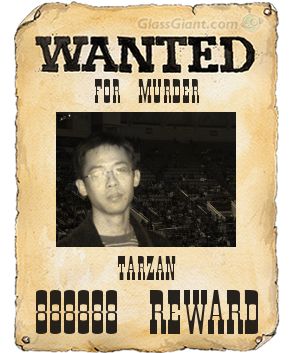 GlassGiant.com
WANTED
FOR MURDER
TARZAN
888888 REWARD